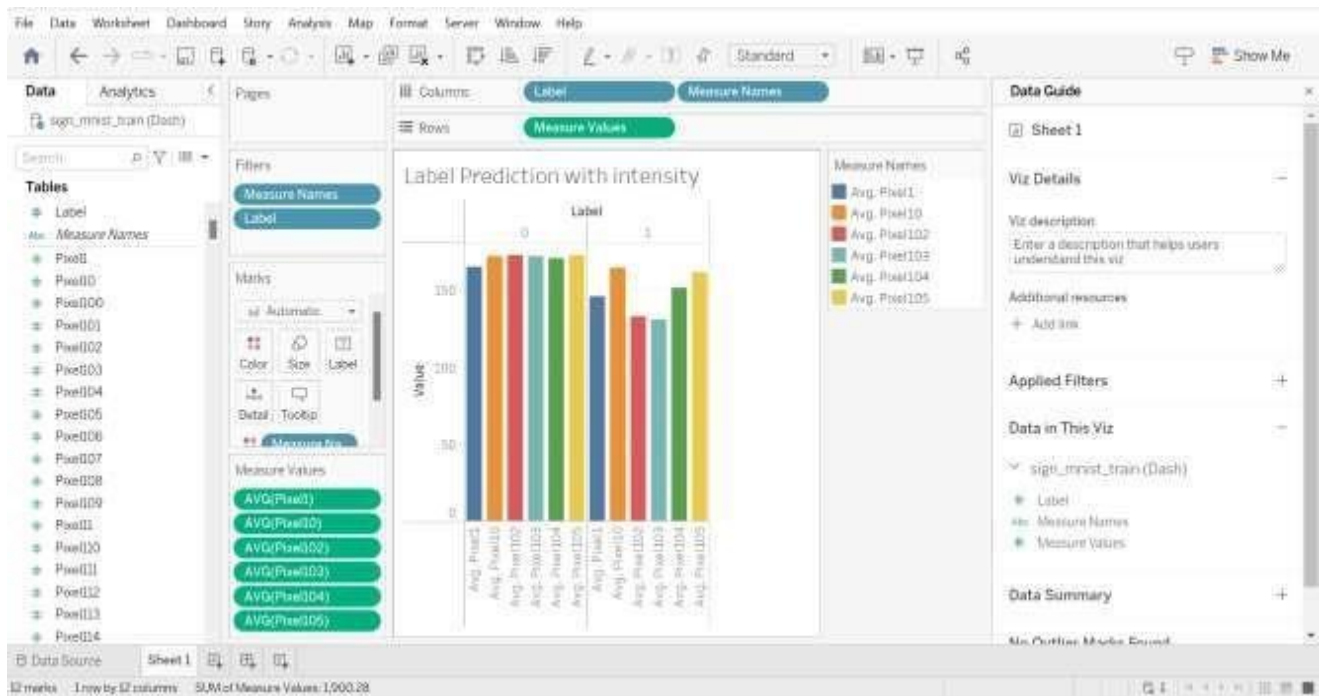 File Data Worksheet Dashboard Story Analysis Map Format Server Window Help
Standard
Show Me
Data Analytics
sign_mnist_train (Dash)
Search
Tables
Label
Abc Measure Names
Pixel1
Pixel10
Pixel100
Pixel101
Pixel102
Pixel103
Pixel104
Pixel105
Pixel106
Pixel107
Pixel108
Pixel109
Pixel11
Pixel110
Pixel111
Pixel112
Pixel113
Pixel114
Pages
Filters
Measure Names
Label
Marks
Automatic
Color Size Label
Detail Tooltip
Measure Na..
Measure Values
AVG(Pixel1)
AVG(Pixel10)
AVG(Pixel102)
AVG(Pixel103)
AVG(Pixel104)
AVG(Pixel105)
Columns Label Measure Names
Rows Measure Values
Label Prediction with intensity
Label
0 1
Value
150
100
50
0
Avg. Pixel1
Avg. Pixel10
Avg. Pixel102
Avg. Pixel103
Avg. Pixel104
Avg. Pixel105
Avg. Pixel1
Avg. Pixel10
Avg. Pixel102
Avg. Pixel103
Avg. Pixel104
Avg. Pixel105
Measure Names
Avg. Pixel1
Avg. Pixel10
Avg. Pixel102
Avg. Pixel103
Avg. Pixel104
Avg. Pixel105
Data Guide
Sheet 1
Viz Details
Viz description
Enter a description that helps users
understand this viz
Additional resources
+ Add link
Applied Filters
Data in This Viz
sign_mnist_train (Dash)
Label
Abc Measure Names
Measure Values
Data Summary
No Outlier Marks Found
Data Source Sheet 1
12 marks 1 row by 12 columns SUM of Measure Values: 1,900.28